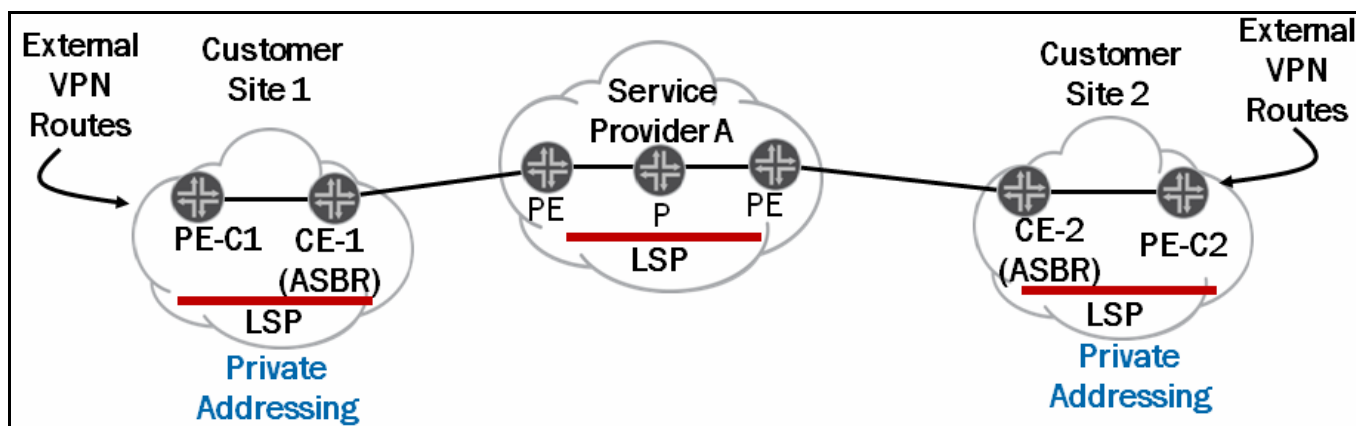 External
VPN
Routes
Customer
Site 1
Service
Provider A
Customer
Site 2
External
VPN
Routes
PE-C1
CE-1
(ASBR)
LSP
Private
Addressing
PE
P
PE
LSP
CE-2
(ASBR)
PE-C2
LSP
Private
Addressing